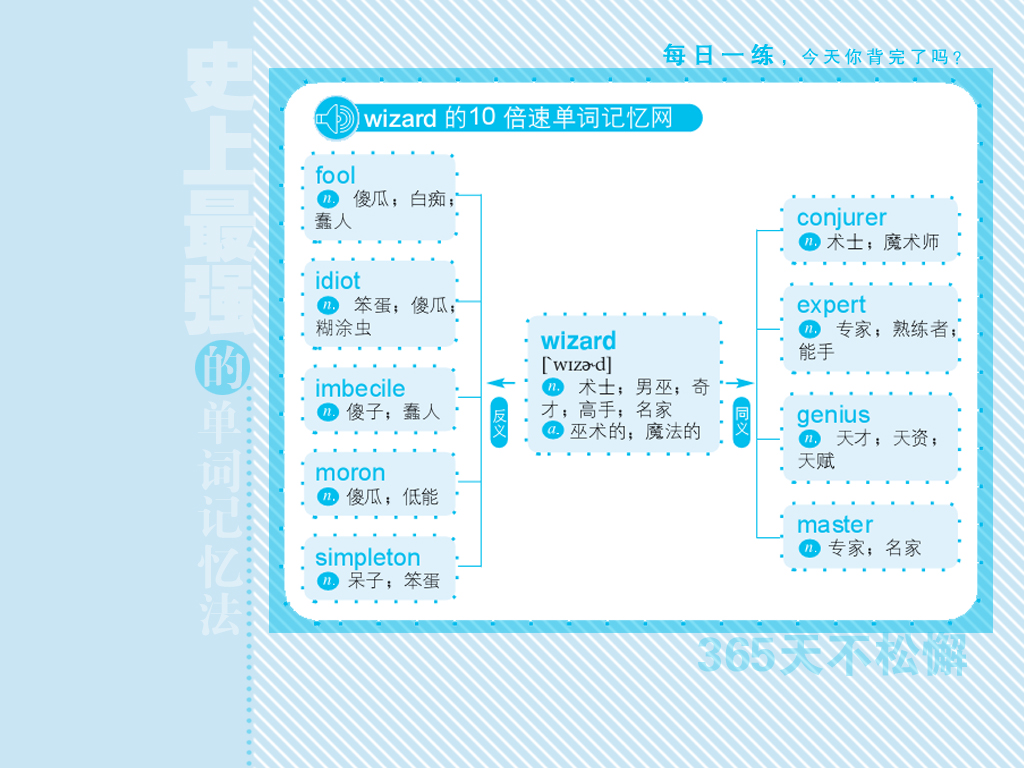 史上最强的单词记忆法
每日一练，今天你背完了吗?
wizard 的10 倍速单词记忆网
fool
n. 傻瓜；白痴；
蠢人
idiot
n. 笨蛋；傻瓜；
糊涂虫
imbecile
n. 傻子；蠢人
moron
n. 傻瓜；低能
simpleton
n. 呆子；笨蛋
反义
wizard
[ˋwɪzɚd]
n. 术士；男巫；奇
才；高手；名家
a. 巫术的；魔法的
同义
conjurer
n. 术士；魔术师
expert
n. 专家；熟练者；
能手
genius
n. 天才；天资；
天赋
master
n. 专家；名家
365天不松懈